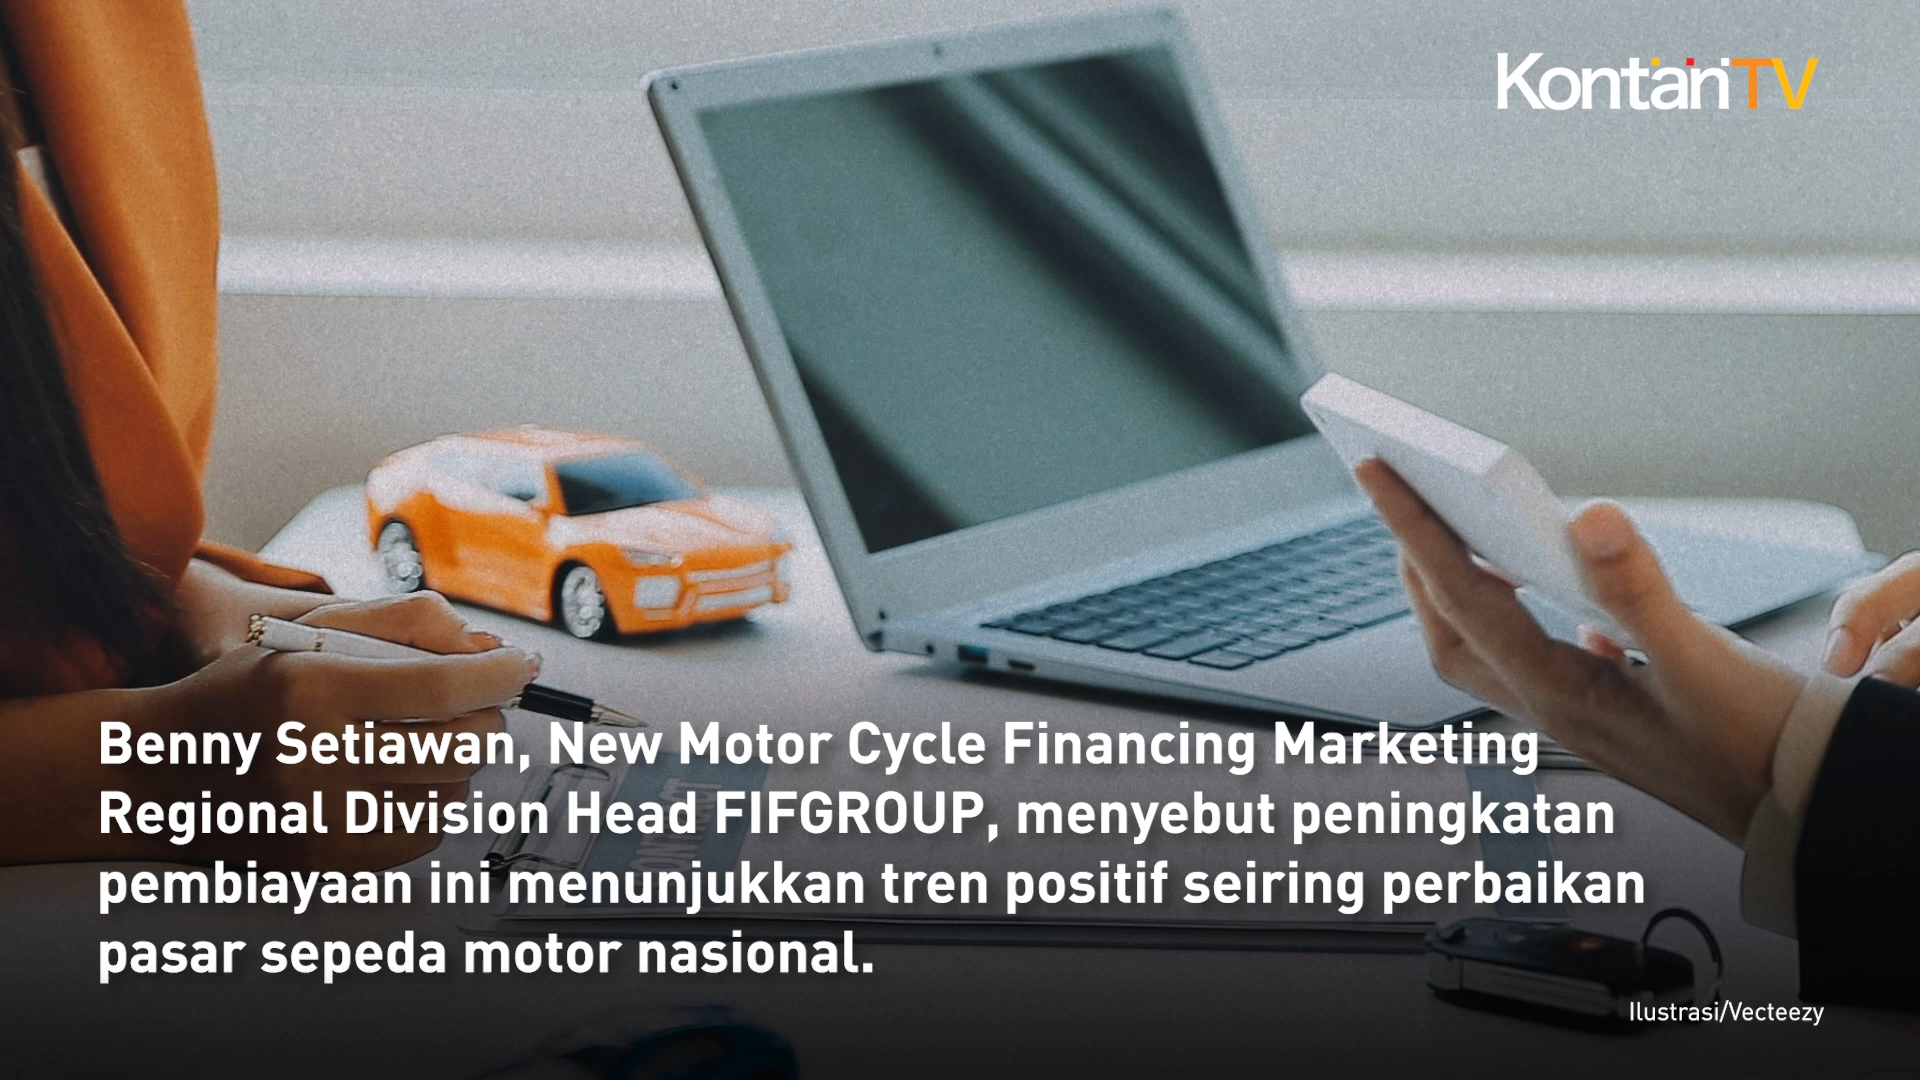 KontanTV
Benny Setiawan, New Motor Cycle Financing Marketing
Regional Division Head FIFGROUP, menyebut peningkatan
pembiayaan ini menunjukkan tren positif seiring perbaikan
pasar sepeda motor nasional.
Ilustrasi/Vecteezy